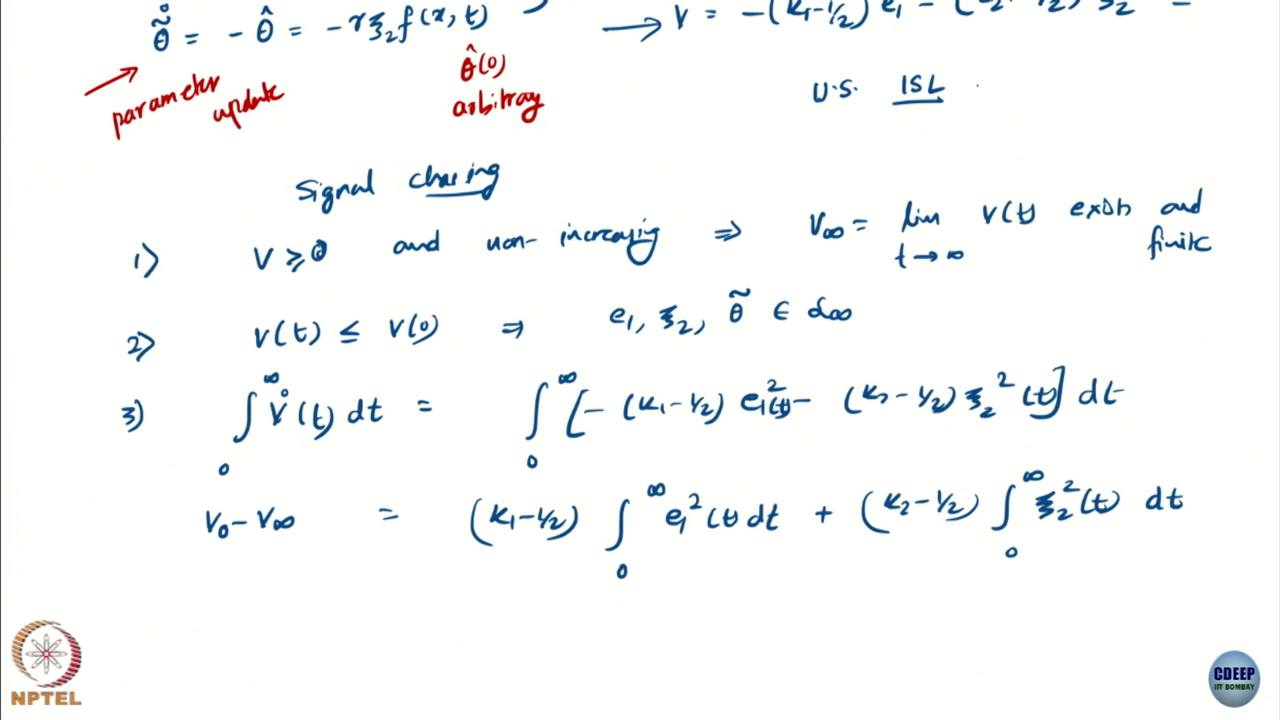 θ̃̇ = - θ̂̇ = -γ ξ₂ f(x, t)
→ V̇ = -(k₁-1/2) e₁² - (k₂-1/2) ξ₂²
parameter update
θ̂(0) arbitray
U.S. ISL
Signal chasing
1) V ≥ 0 and non-increasing ⇒ V∞ = lim t→∞ V(t) exists and finite
2) V(t) ≤ V(0) ⇒ e₁, ξ₂, θ̃ ∈ L∞
3) ∫₀^∞ V̇(t) dt = ∫₀^∞ [-(k₁-1/2) e₁²(t) - (k₂-1/2) ξ₂²(t)] dt
V₀-V∞ = (k₁-1/2) ∫₀^∞ e₁²(t) dt + (k₂-1/2) ∫₀^∞ ξ₂²(t) dt
NPTEL
CDEEP
IIT BOMBAY